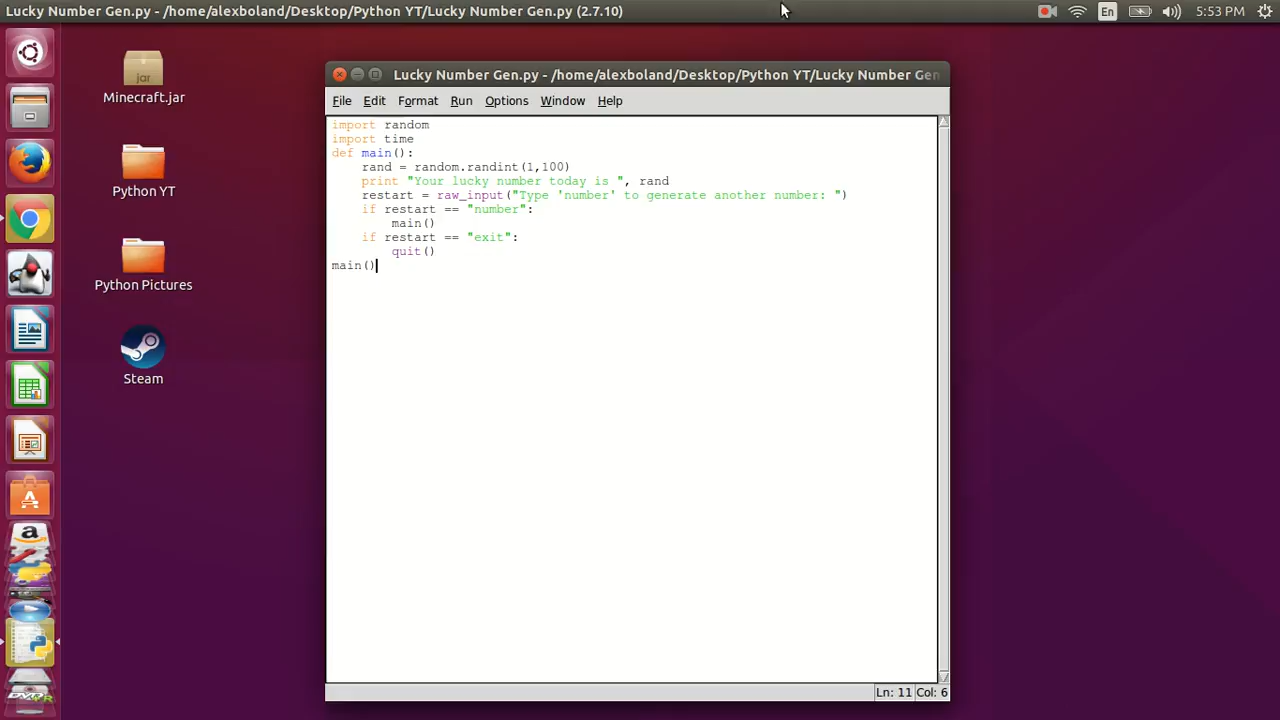 Lucky Number Gen.py - /home/alexboland/Desktop/Python YT/Lucky Number Gen.py (2.7.10)
En
5:53 PM
jar
Minecraft.jar
Python YT
Python Pictures
Steam
Lucky Number Gen.py - /home/alexboland/Desktop/Python YT/Lucky Number Gen
File Edit Format Run Options Window Help
import random
import time
def main():
    rand = random.randint(1,100)
    print "Your lucky number today is ", rand
    restart = raw_input("Type 'number' to generate another number: ")
    if restart == "number":
        main()
    if restart == "exit":
        quit()
main()
Ln: 11 Col: 6